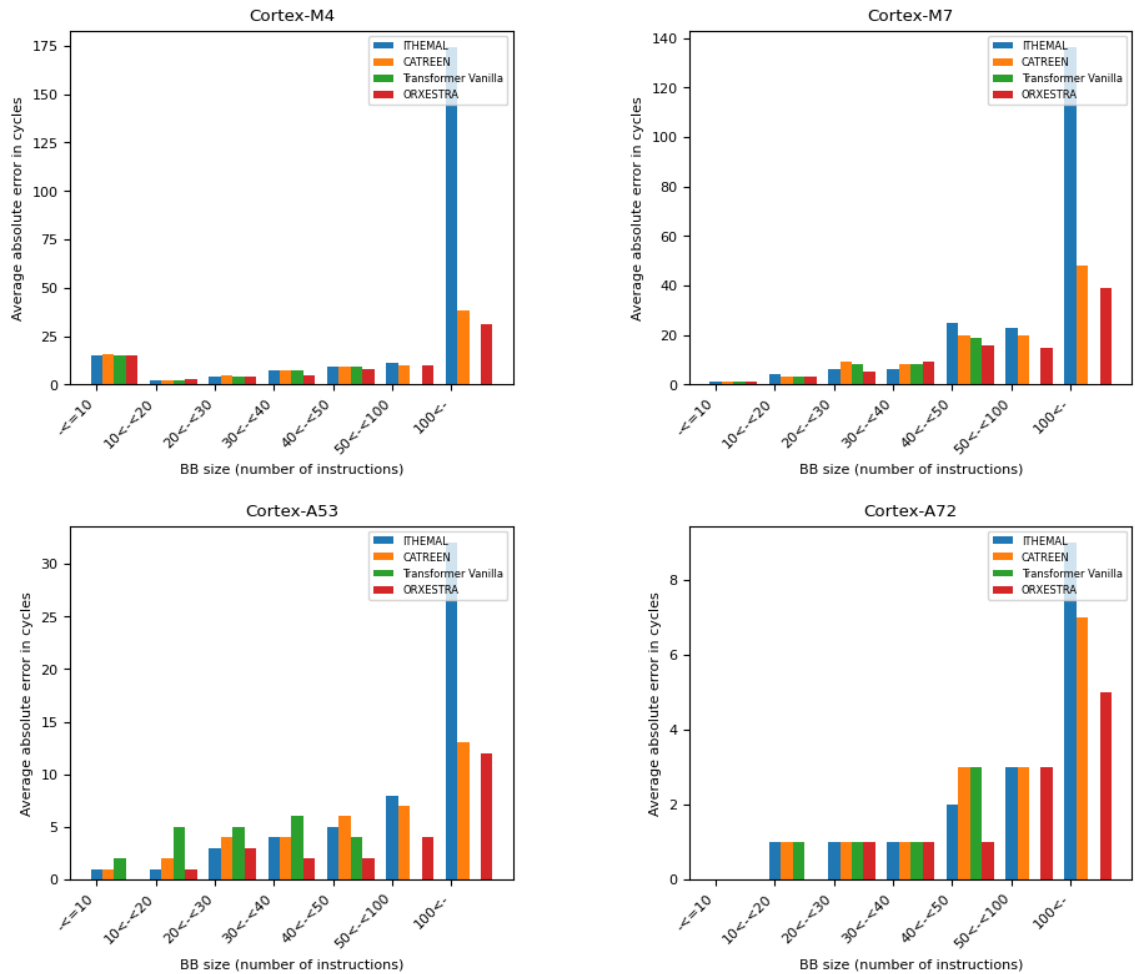 Cortex-M4
Average absolute error in cycles
175
150
125
100
75
50
25
0
ITHEMAL
CATREEN
Transformer Vanilla
ORXESTRA
-<=10
10<-<20
20<-<30
30<-<40
40<-<50
50<-<100
100<-
BB size (number of instructions)
Cortex-M7
Average absolute error in cycles
140
120
100
80
60
40
20
0
ITHEMAL
CATREEN
Transformer Vanilla
ORXESTRA
-<=10
10<-<20
20<-<30
30<-<40
40<-<50
50<-<100
100<-
BB size (number of instructions)
Cortex-A53
Average absolute error in cycles
30
25
20
15
10
5
0
ITHEMAL
CATREEN
Transformer Vanilla
ORXESTRA
-<=10
10<-<20
20<-<30
30<-<40
40<-<50
50<-<100
100<-
BB size (number of instructions)
Cortex-A72
Average absolute error in cycles
8
6
4
2
0
ITHEMAL
CATREEN
Transformer Vanilla
ORXESTRA
-<=10
10<-<20
20<-<30
30<-<40
40<-<50
50<-<100
100<-
BB size (number of instructions)